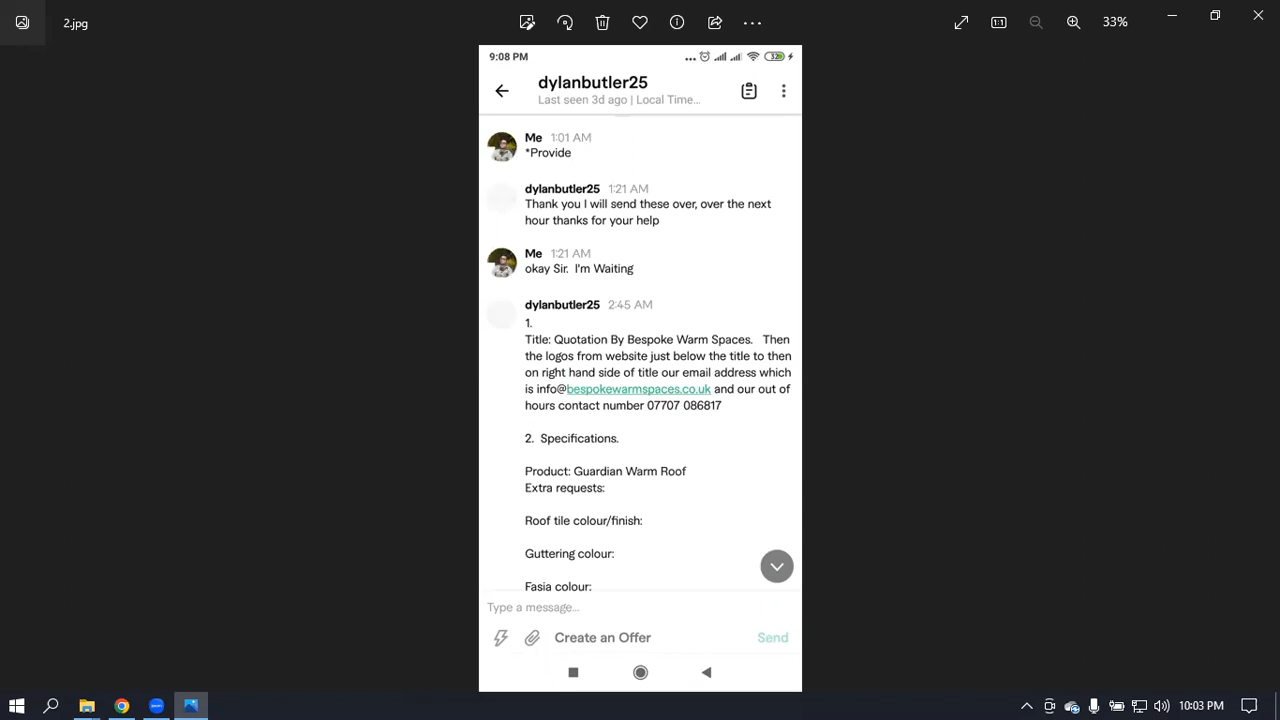 2.jpg
33%
9:08 PM
32
dylanbutler25
Last seen 3d ago | Local Time...
Me 1:01 AM
*Provide
dylanbutler25 1:21 AM
Thank you I will send these over, over the next
hour thanks for your help
Me 1:21 AM
okay Sir. I'm Waiting
dylanbutler25 2:45 AM
1.
Title: Quotation By Bespoke Warm Spaces. Then
the logos from website just below the title to then
on right hand side of title our email address which
is info@bespokewarmspaces.co.uk and our out of
hours contact number 07707 086817
2. Specifications.
Product: Guardian Warm Roof
Extra requests:
Roof tile colour/finish:
Guttering colour:
Fasia colour:
Type a message...
Create an Offer
Send
10:03 PM